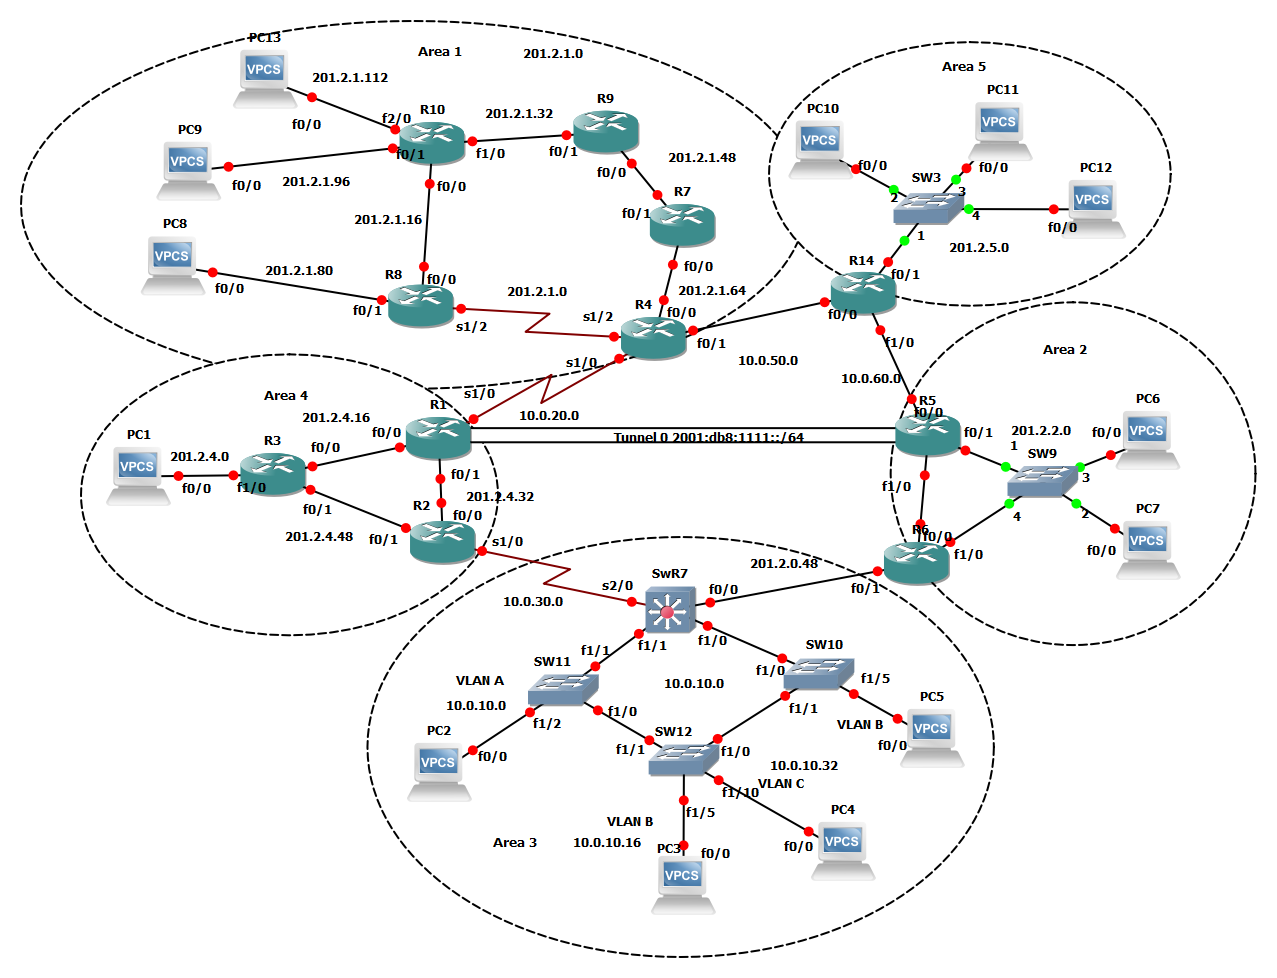 PC13
Area 1
201.2.1.0
Area 5
VPCS
201.2.1.112
PC11
R9
R10
f2/0
201.2.1.32
PC10
f0/0
VPCS
PC9
VPCS
f0/1
f1/0
f0/1
VPCS
f0/0
f0/0
201.2.1.48
SW3
PC12
f0/0
201.2.1.96
f0/0
f0/0
R7
2
3
VPCS
201.2.1.16
f0/1
4
f0/0
PC8
1
201.2.5.0
VPCS
201.2.1.80
R8
f0/0
f0/0
R14
f0/1
f0/0
201.2.1.0
201.2.1.64
f0/1
R4
f0/0
f0/0
s1/2
s1/2
f0/1
f1/0
Area 2
s1/0
10.0.50.0
10.0.60.0
Area 4
s1/0
R1
10.0.20.0
R5
f0/0
PC6
201.2.4.16
f0/0
f0/1
201.2.2.0
f0/0
VPCS
PC1
R3
f0/0
Tunnel 0 2001:db8:1111::/64
1
SW9
VPCS
201.2.4.0
f0/1
f1/0
3
f0/0
f1/0
R2
201.2.4.32
4
2
PC7
f0/1
f0/0
R6
f0/0
201.2.4.48
f0/1
s1/0
f1/0
f0/0
VPCS
SwR7
201.2.0.48
s2/0
f0/0
f0/1
10.0.30.0
f1/1
f1/1
f1/0
SW10
SW11
f1/0
VLAN A
10.0.10.0
f1/5
10.0.10.0
f1/2
f1/0
f1/1
PC5
PC2
VLAN B
VPCS
SW12
f0/0
f0/0
f1/1
f1/0
VPCS
10.0.10.32
VLAN C
f1/10
f1/5
PC4
VLAN B
Area 3
10.0.10.16
f0/0
VPCS
PC3
f0/0
VPCS